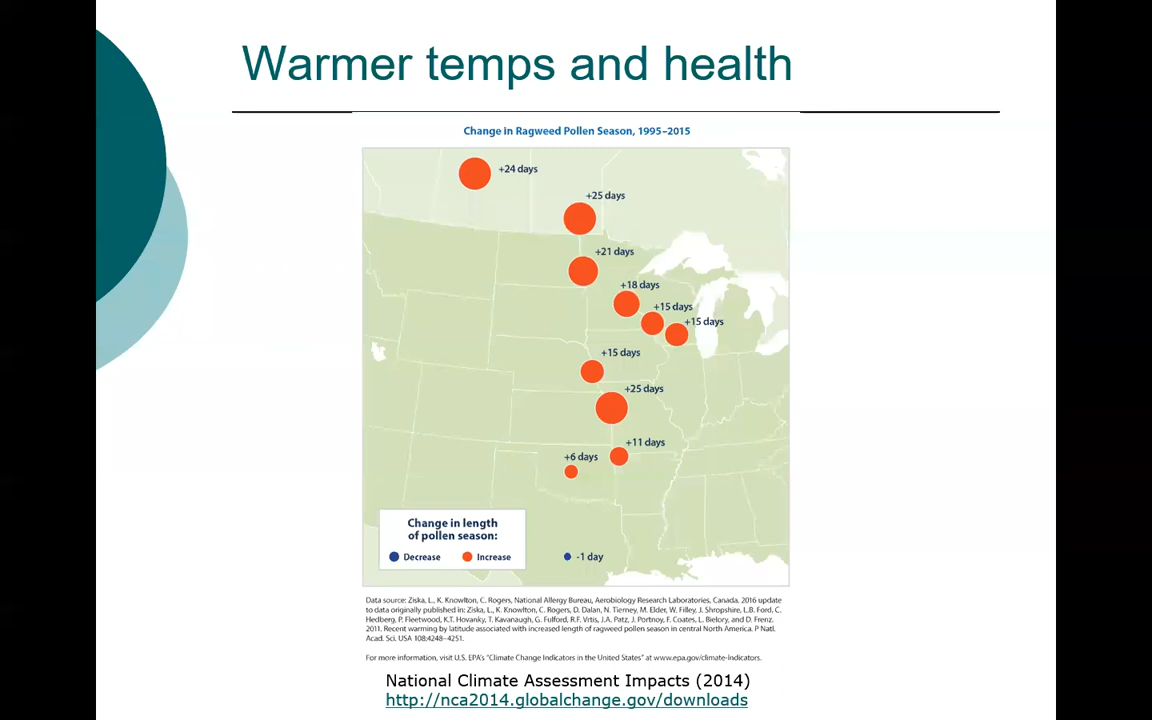 Warmer temps and health
Change in Ragweed Pollen Season, 1995–2015
+24 days
+25 days
+21 days
+18 days
+15 days
+15 days
+15 days
+25 days
+11 days
+6 days
Change in length
of pollen season:
Decrease Increase
-1 day
Data source: Ziska, L., K. Knowlton, C. Rogers, National Allergy Bureau, Aerobiology Research Laboratories, Canada. 2016 update
to data originally published in: Ziska, L., K. Knowlton, C. Rogers, D. Dalan, N. Tierney, M. Elder, W. Filley, J. Shropshire, L.B. Ford, C.
Hedberg, P. Fleetwood, K.T. Hovanky, T. Kavanaugh, G. Fulford, R.F. Vrtis, J.A. Patz, J. Portnoy, F. Coates, L. Bielory, and D. Frenz.
2011. Recent warming by latitude associated with increased length of ragweed pollen season in central North America. P Natl.
Acad. Sci. USA 108:4248–4251.
For more information, visit U.S. EPA's "Climate Change Indicators in the United States" at www.epa.gov/climate-indicators.
National Climate Assessment Impacts (2014)
http://nca2014.globalchange.gov/downloads